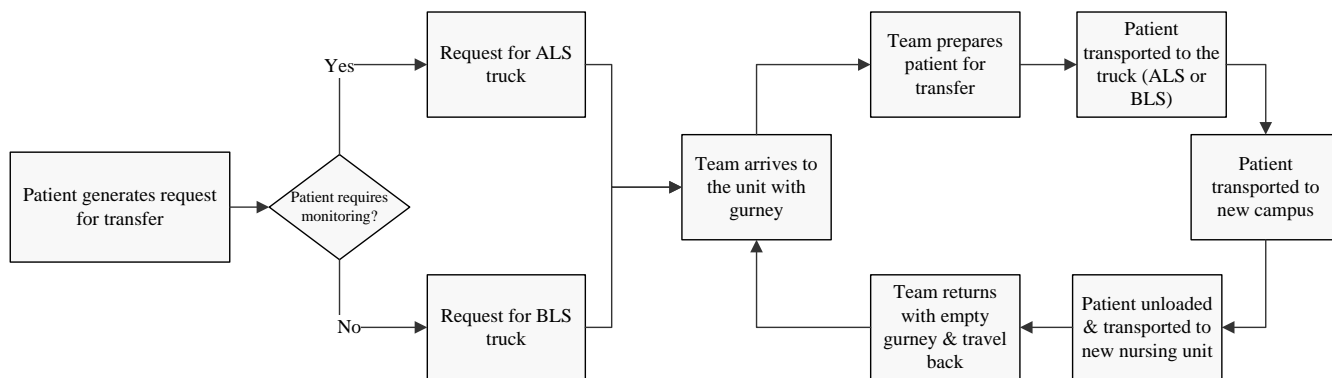 Patient generates request
for transfer
Patient requires
monitoring?
Yes
No
Request for ALS
truck
Request for BLS
truck
Team arrives to
the unit with
gurney
Team prepares
patient for
transfer
Patient
transported to the
truck (ALS or
BLS)
Patient
transported to
new campus
Patient unloaded
& transported to
new nursing unit
Team returns
with empty
gurney & travel
back